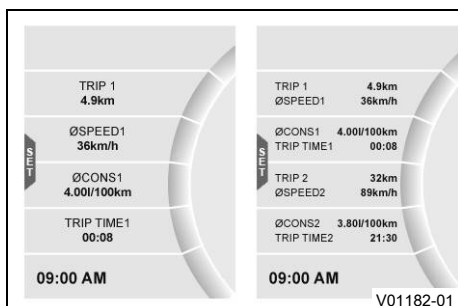 TRIP 1
4.9km
ØSPEED1
36km/h
SET
ØCONS1
4.00l/100km
TRIP TIME1
00:08
09:00 AM
TRIP 1 4.9km
ØSPEED1 36km/h
ØCONS1 4.00l/100km
TRIP TIME1 00:08
SET
TRIP 2 32km
ØSPEED2 89km/h
ØCONS2 3.80l/100km
TRIP TIME2 21:30
09:00 AM
V01182-01